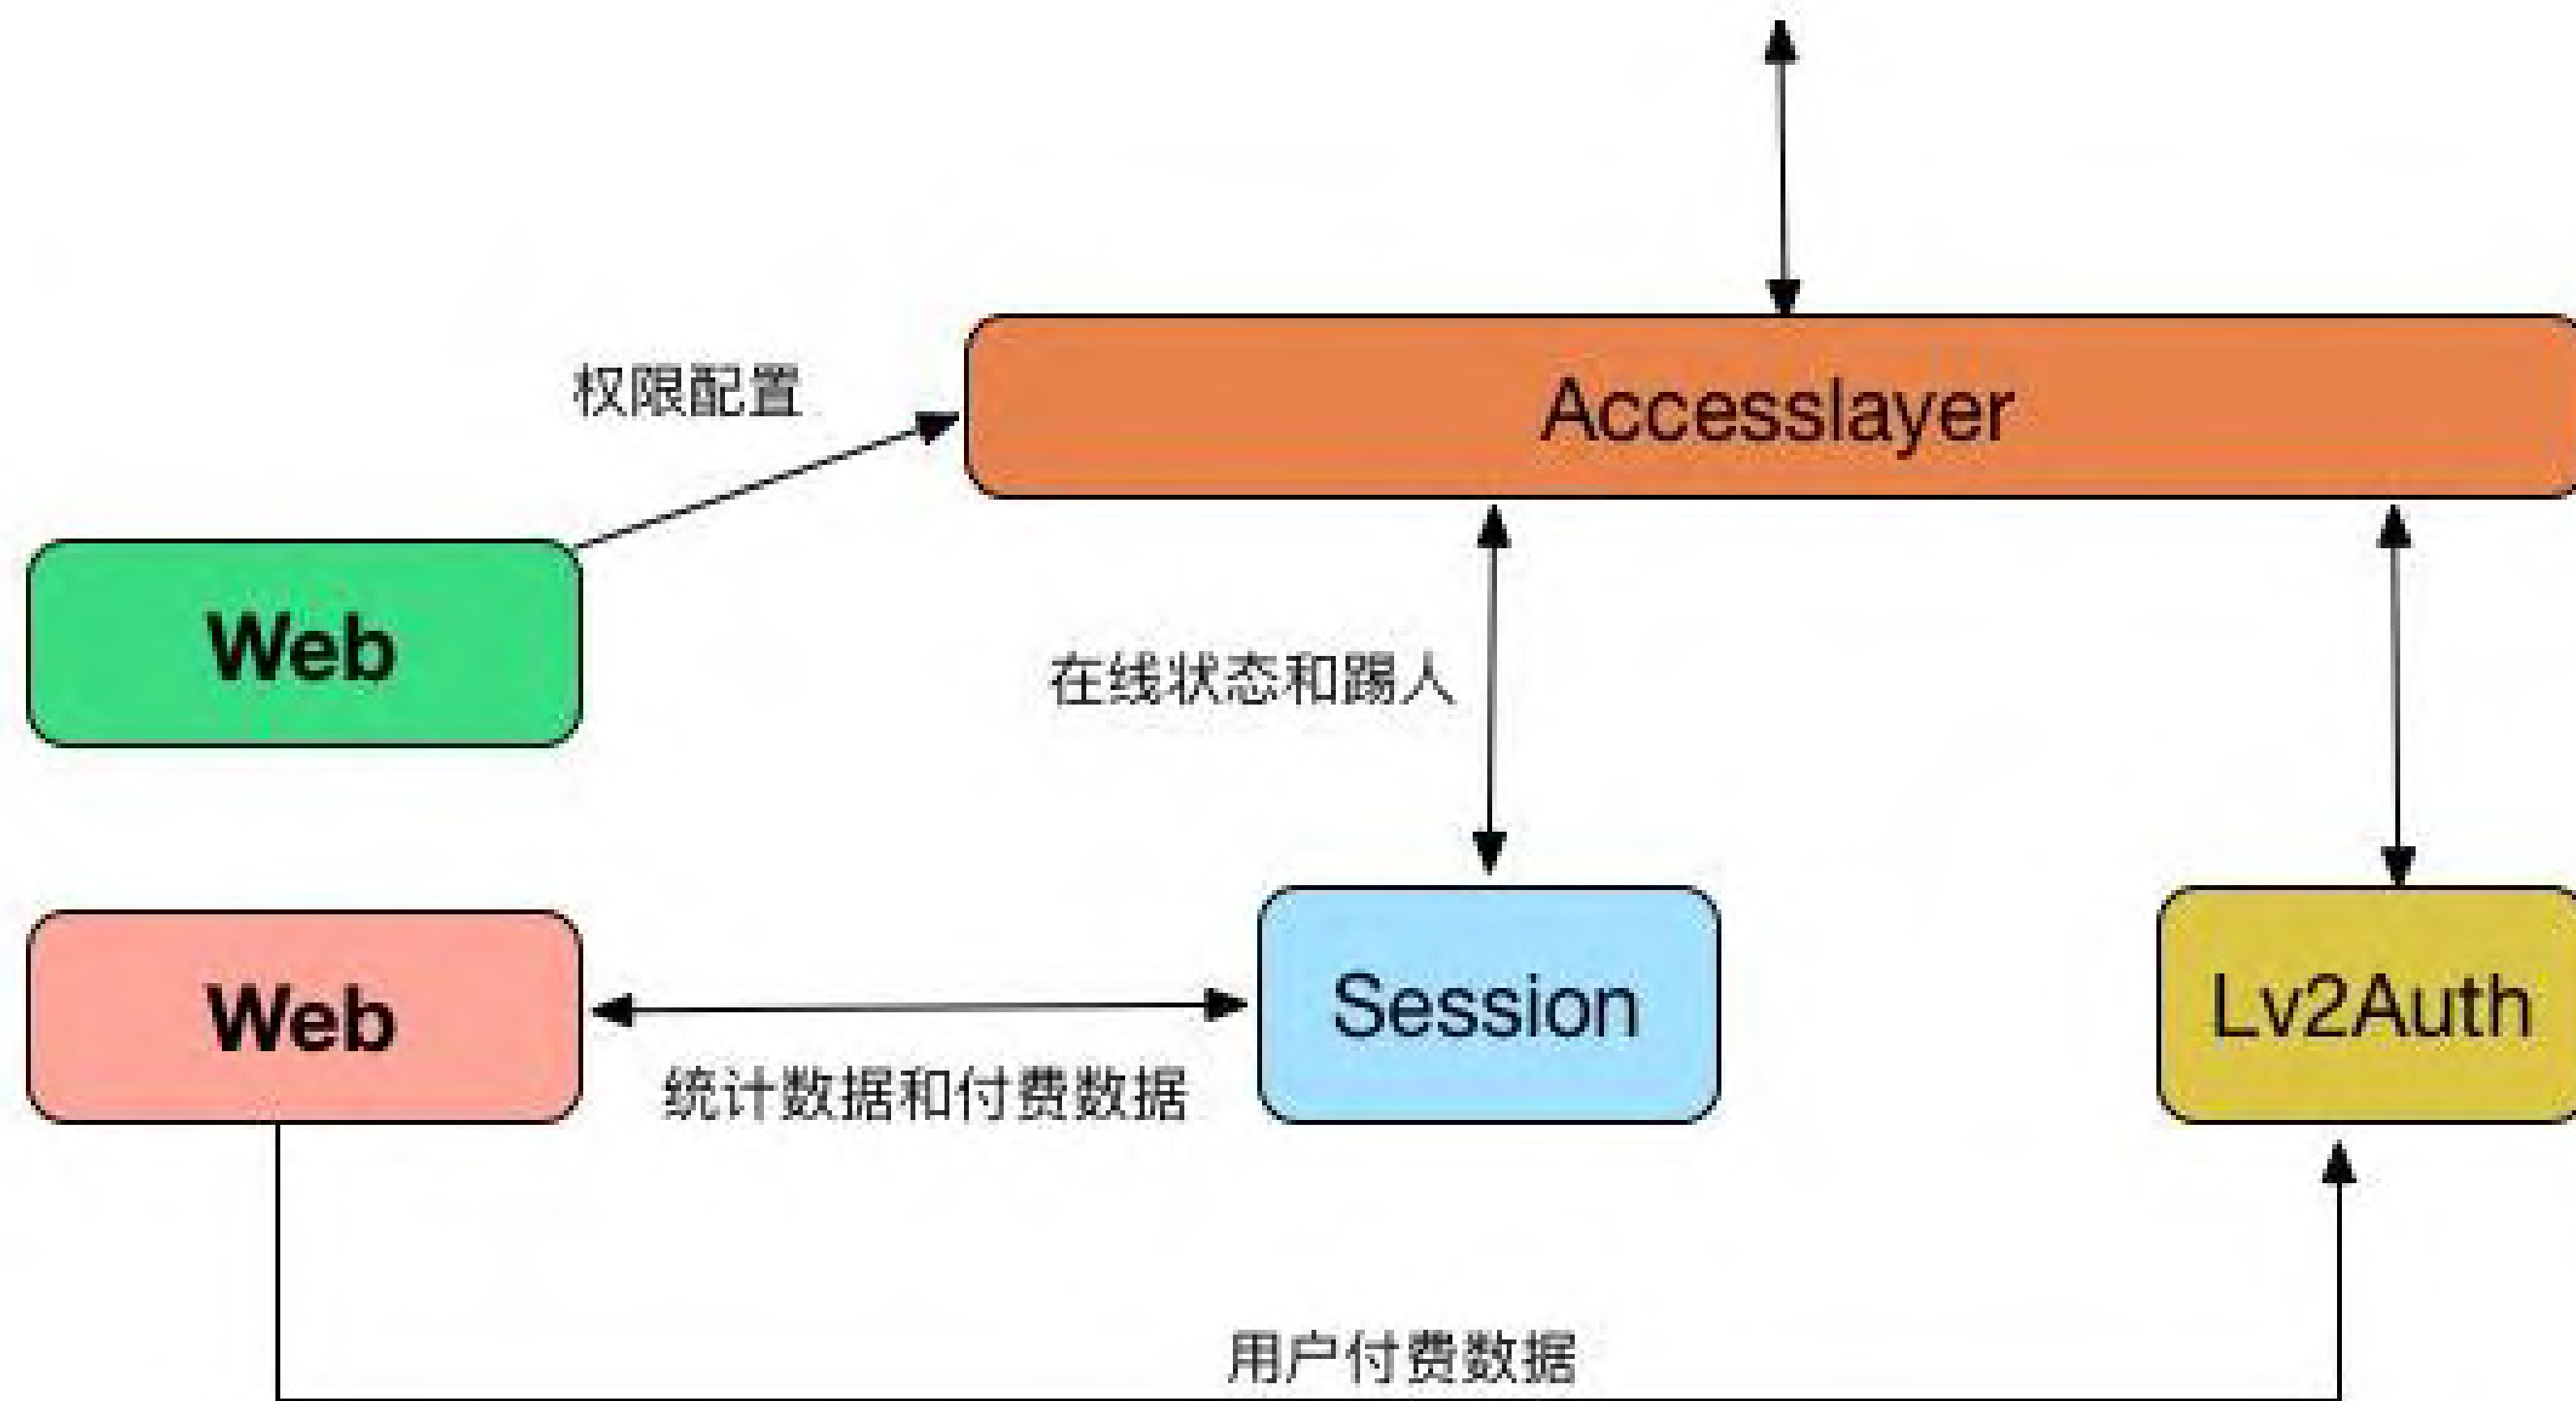 权限配置
Accesslayer
Web
在线状态和踢人
Web
Session
Lv2Auth
统计数据和付费数据
用户付费数据